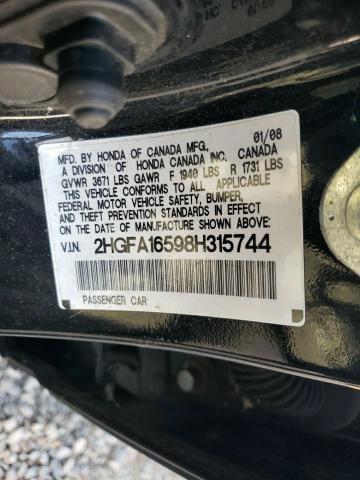 MFD. BY HONDA OF CANADA MFG., 01/08
A DIVISION OF HONDA CANADA INC., CANADA
GVWR 3671 LBS GAWR F 1940 LBS R 1731 LBS
THIS VEHICLE CONFORMS TO ALL APPLICABLE
FEDERAL MOTOR VEHICLE SAFETY, BUMPER,
AND THEFT PREVENTION STANDARDS IN EFFECT
ON THE DATE OF MANUFACTURE SHOWN ABOVE.
V.I.N. 2HGFA16598H315744
PASSENGER CAR